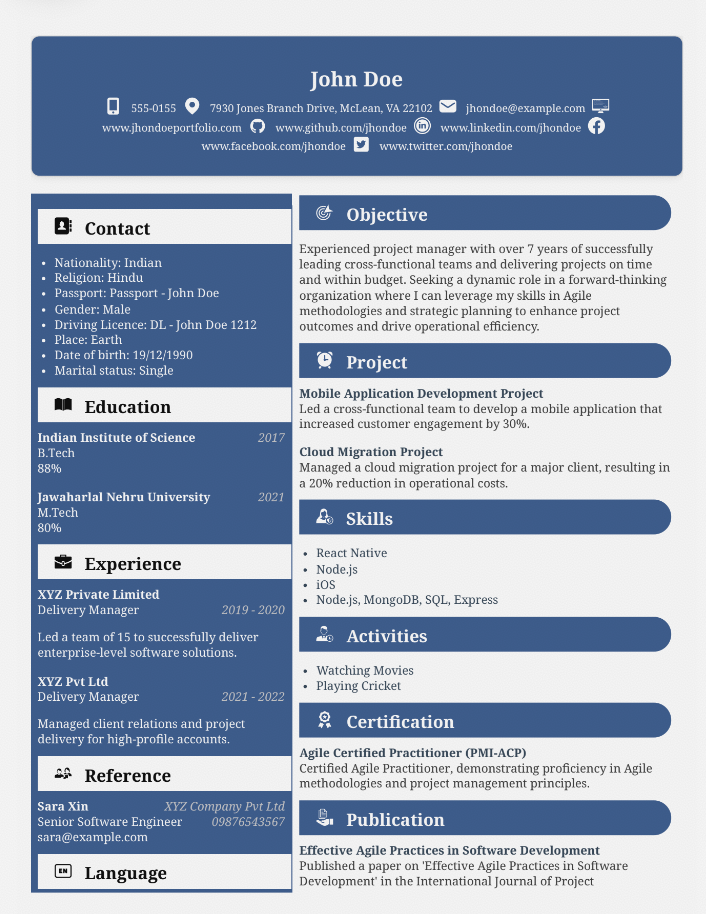 John Doe
555-0155 7930 Jones Branch Drive, McLean, VA 22102 jhondoe@example.com
www.jhondoeportfolio.com www.github.com/jhondoe www.linkedin.com/jhondoe
www.facebook.com/jhondoe www.twitter.com/jhondoe
Contact
• Nationality: Indian
• Religion: Hindu
• Passport: Passport - John Doe
• Gender: Male
• Driving Licence: DL - John Doe 1212
• Place: Earth
• Date of birth: 19/12/1990
• Marital status: Single
Education
Indian Institute of Science 2017
B.Tech
88%
Jawaharlal Nehru University 2021
M.Tech
80%
Experience
XYZ Private Limited
Delivery Manager 2019 - 2020
Led a team of 15 to successfully deliver
enterprise-level software solutions.
XYZ Pvt Ltd
Delivery Manager 2021 - 2022
Managed client relations and project
delivery for high-profile accounts.
Reference
Sara Xin XYZ Company Pvt Ltd
Senior Software Engineer 09876543567
sara@example.com
EN Language
Objective
Experienced project manager with over 7 years of successfully
leading cross-functional teams and delivering projects on time
and within budget. Seeking a dynamic role in a forward-thinking
organization where I can leverage my skills in Agile
methodologies and strategic planning to enhance project
outcomes and drive operational efficiency.
Project
Mobile Application Development Project
Led a cross-functional team to develop a mobile application that
increased customer engagement by 30%.
Cloud Migration Project
Managed a cloud migration project for a major client, resulting in
a 20% reduction in operational costs.
Skills
• React Native
• Node.js
• iOS
• Node.js, MongoDB, SQL, Express
Activities
• Watching Movies
• Playing Cricket
Certification
Agile Certified Practitioner (PMI-ACP)
Certified Agile Practitioner, demonstrating proficiency in Agile
methodologies and project management principles.
Publication
Effective Agile Practices in Software Development
Published a paper on 'Effective Agile Practices in Software
Development' in the International Journal of Project